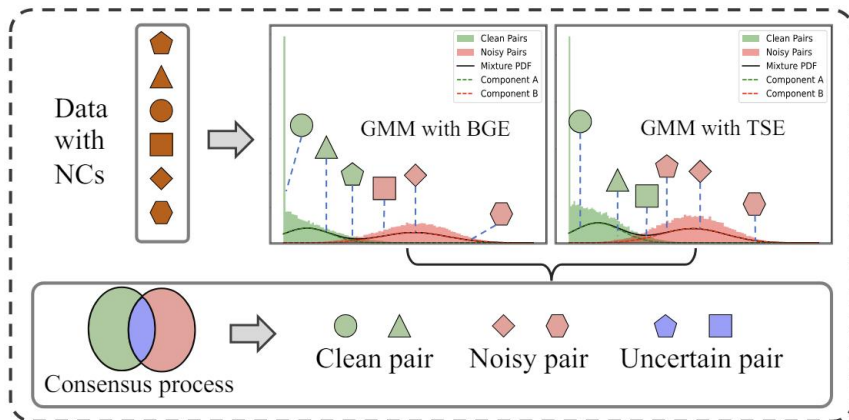 Data
with
NCs
Clean Pairs
Noisy Pairs
Mixture PDF
Component A
Component B
GMM with BGE
Clean Pairs
Noisy Pairs
Mixture PDF
Component A
Component B
GMM with TSE
Consensus process
Clean pair
Noisy pair
Uncertain pair